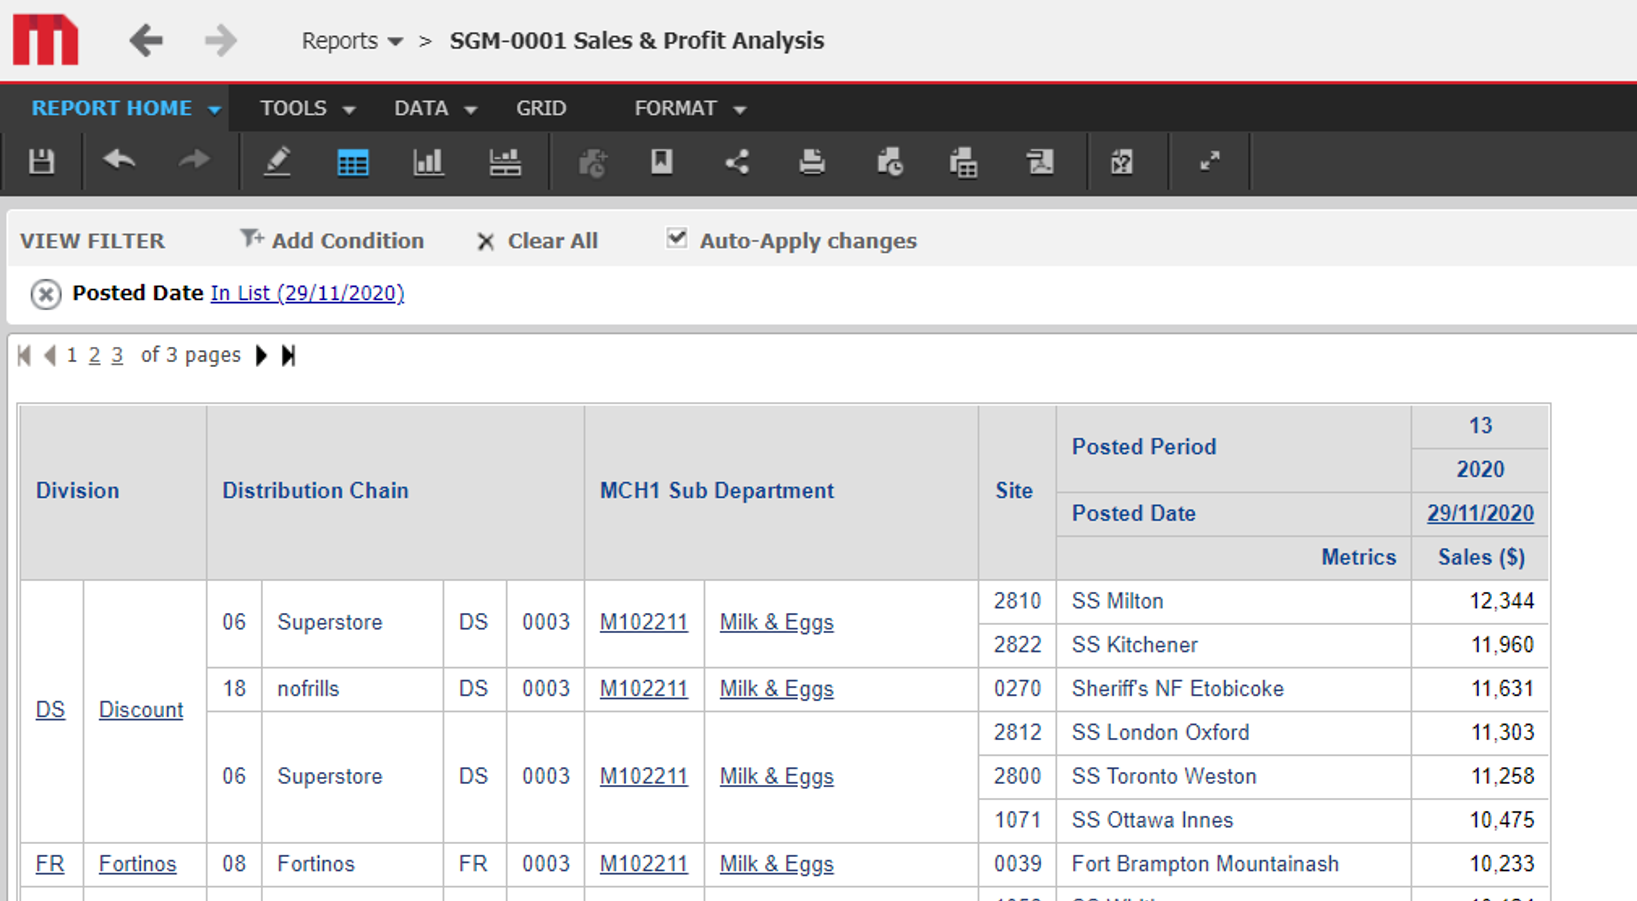 Reports > SGM-0001 Sales & Profit Analysis
REPORT HOME TOOLS DATA GRID FORMAT
VIEW FILTER Add Condition Clear All Auto-Apply changes
Posted Date In List (29/11/2020)
1 2 3 of 3 pages
Division Distribution Chain MCH1 Sub Department Site Posted Period 13
2020
Posted Date 29/11/2020
Metrics Sales ($)
DS Discount 06 Superstore DS 0003 M102211 Milk & Eggs 2810 SS Milton 12,344
2822 SS Kitchener 11,960
18 nofrills DS 0003 M102211 Milk & Eggs 0270 Sheriff's NF Etobicoke 11,631
06 Superstore DS 0003 M102211 Milk & Eggs 2812 SS London Oxford 11,303
2800 SS Toronto Weston 11,258
1071 SS Ottawa Innes 10,475
FR Fortinos 08 Fortinos FR 0003 M102211 Milk & Eggs 0039 Fort Brampton Mountainash 10,233